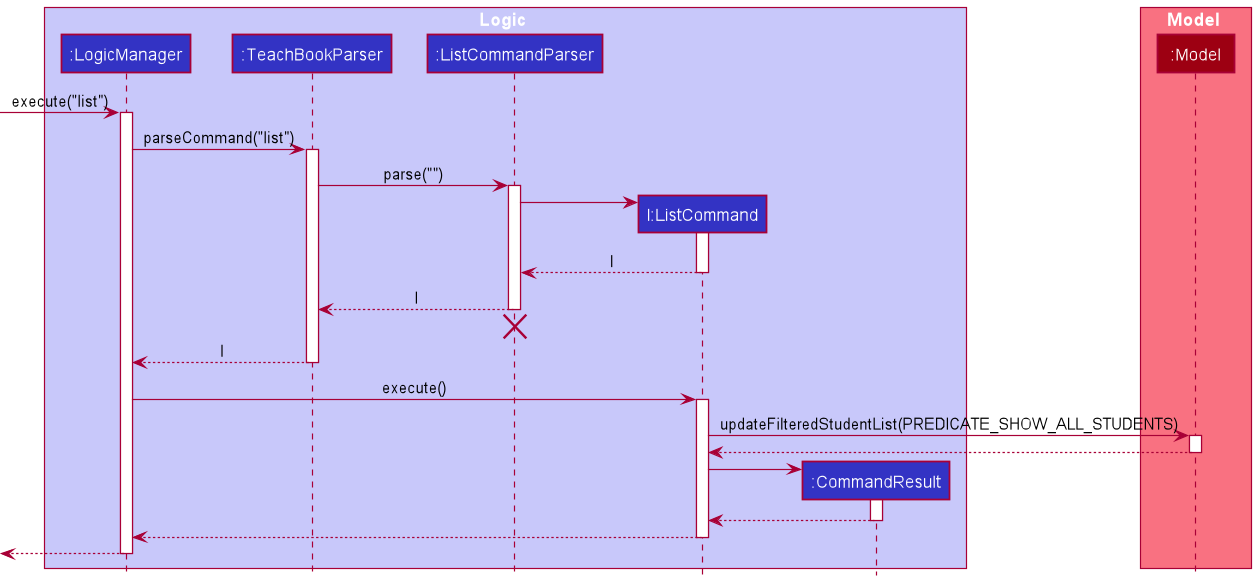 Logic
Model
:LogicManager
:TeachBookParser
:ListCommandParser
:Model
execute("list")
parseCommand("list")
parse("")
l:ListCommand
l
l
l
execute()
updateFilteredStudentList(PREDICATE_SHOW_ALL_STUDENTS)
:CommandResult